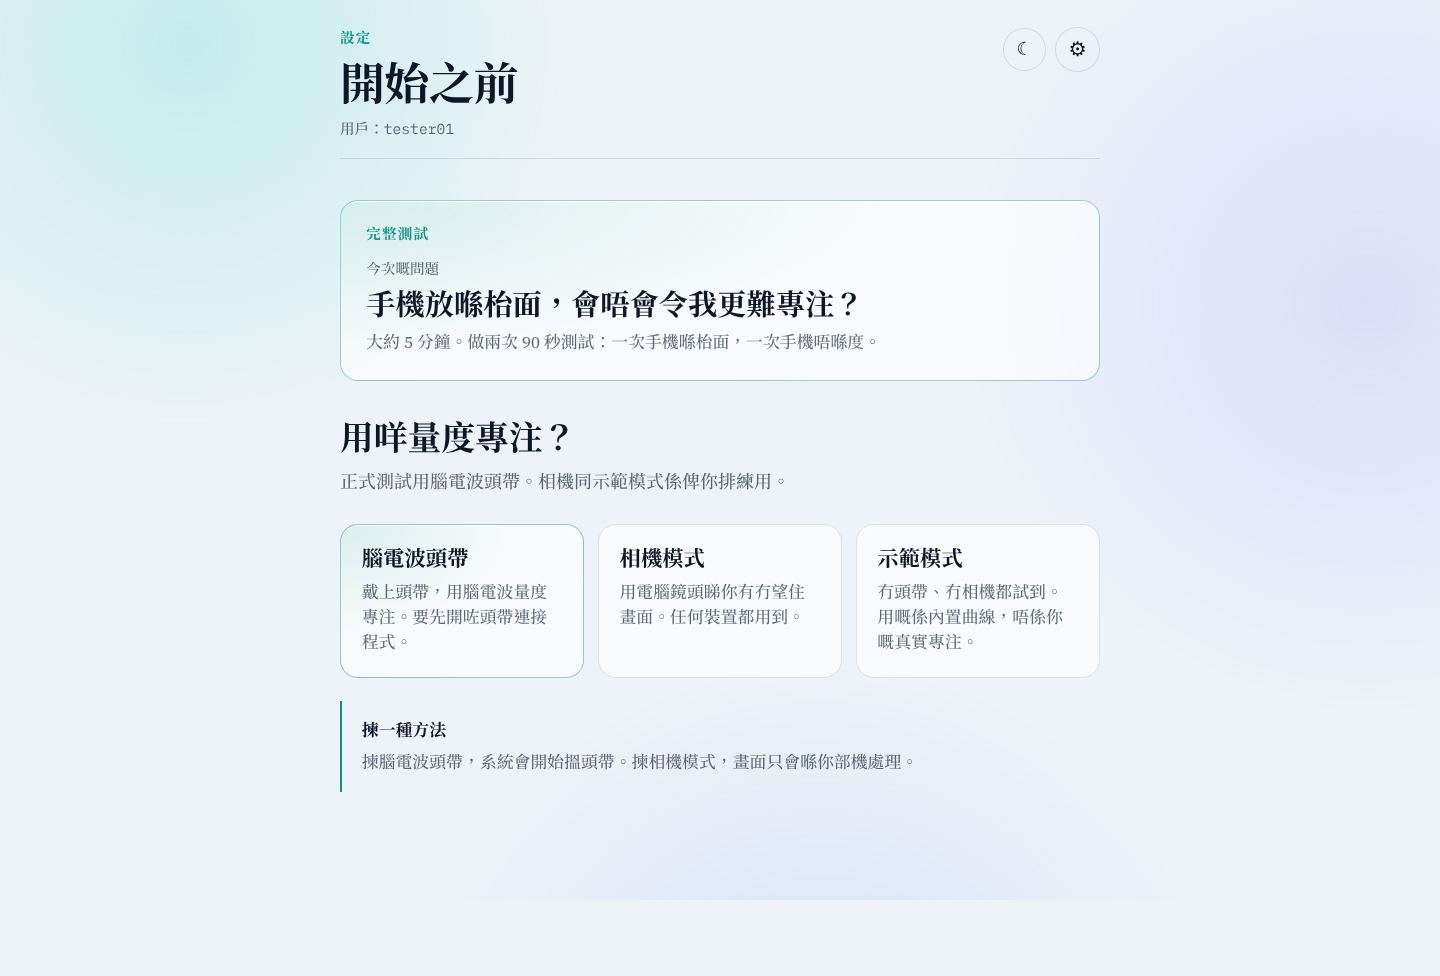 設定
開始之前
用戶：tester01
完整測試
今次嘅問題
手機放喺枱面，會唔會令我更難專注？
大約 5 分鐘。做兩次 90 秒測試：一次手機喺枱面，一次手機唔喺度。
用咩量度專注？
正式測試用腦電波頭帶。相機同示範模式係俾你排練用。
腦電波頭帶
戴上頭帶，用腦電波量度
專注。要先開咗頭帶連接
程式。
相機模式
用電腦鏡頭睇你有冇望住
畫面。任何裝置都用到。
示範模式
冇頭帶、冇相機都試到。
用嘅係內置曲線，唔係你
嘅真實專注。
揀一種方法
揀腦電波頭帶，系統會開始搵頭帶。揀相機模式，畫面只會喺你部機處理。